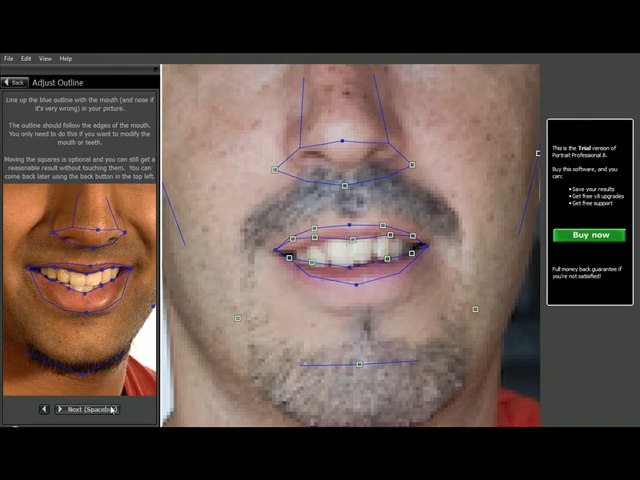 File Edit View Help
Back Adjust Outline
Line up the blue outline with the mouth (and nose if
it's very wrong) in your picture.
The outline should follow the edges of the mouth.
You only need to do this if you want to modify the
mouth or teeth.
Moving the squares is optional and you can still get a
reasonable result without touching them. You can
come back later using the back button in the top left.
Next (Spacebar)
This is the Trial version of
Portrait Professional 8.
Buy this software, and you
can:
• Save your results
• Get free v8 upgrades
• Get free support
Buy now
Full money back guarantee if
you're not satisfied!